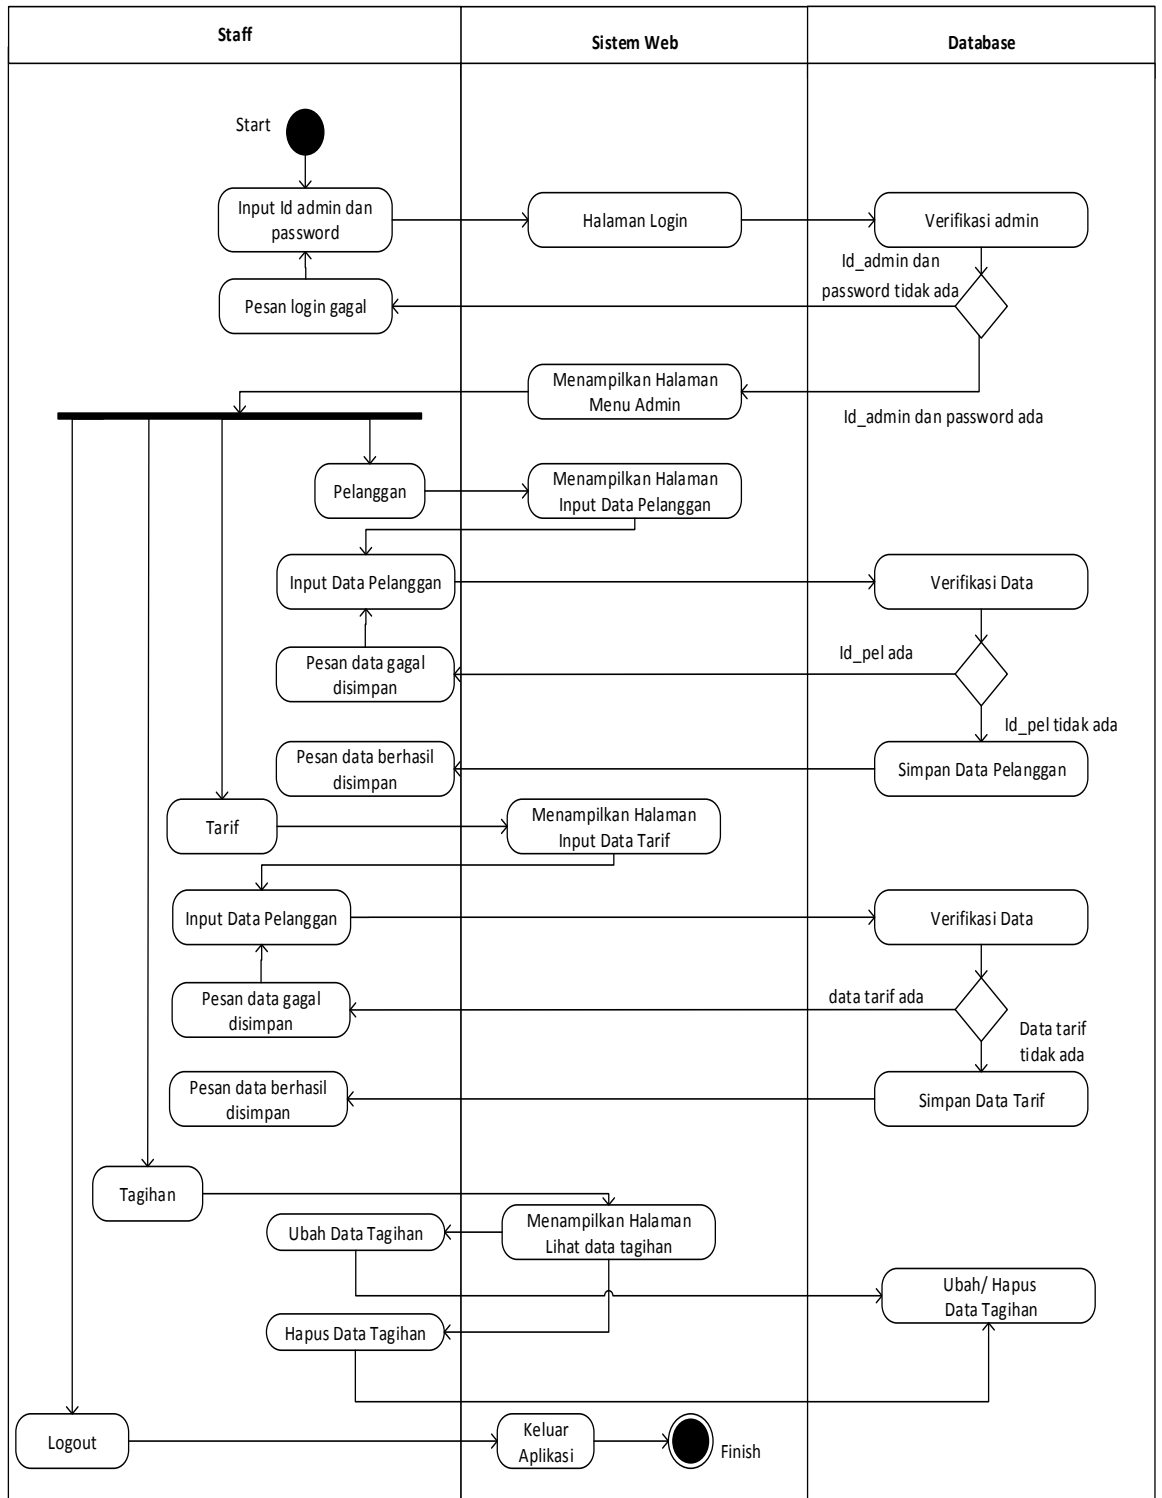 Staff
Sistem Web
Database
Start
Input Id admin dan
password
Halaman Login
Verifikasi admin
Id_admin dan
password tidak ada
Pesan login gagal
Menampilkan Halaman
Menu Admin
Id_admin dan password ada
Pelanggan
Menampilkan Halaman
Input Data Pelanggan
Input Data Pelanggan
Verifikasi Data
Id_pel ada
Pesan data gagal
disimpan
Id_pel tidak ada
Pesan data berhasil
disimpan
Simpan Data Pelanggan
Tarif
Menampilkan Halaman
Input Data Tarif
Input Data Pelanggan
Verifikasi Data
data tarif ada
Pesan data gagal
disimpan
Data tarif
tidak ada
Pesan data berhasil
disimpan
Simpan Data Tarif
Tagihan
Ubah Data Tagihan
Menampilkan Halaman
Lihat data tagihan
Ubah/ Hapus
Data Tagihan
Hapus Data Tagihan
Logout
Keluar
Aplikasi
Finish